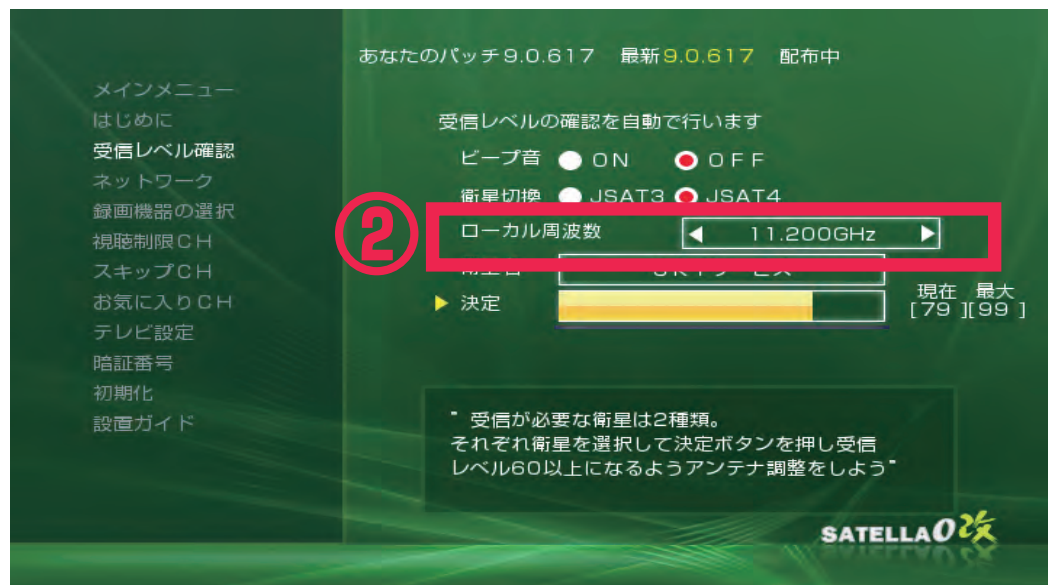 あなたのパッチ9.0.617 最新9.0.617 配布中
メインメニュー
はじめに
受信レベル確認
ネットワーク
録画機器の選択
視聴制限CH
スキップCH
お気に入りCH
テレビ設定
暗証番号
初期化
設置ガイド
受信レベルの確認を自動で行います
ビープ音 ON OFF
衛星切換 JSAT3 JSAT4
② ローカル周波数 ◀ 11.200GHz ▶
▶ 決定
現在 最大
[79 ][99 ]
" 受信が必要な衛星は2種類。
それぞれ衛星を選択して決定ボタンを押し受信
レベル60以上になるようアンテナ調整をしよう"
SATELLA0改